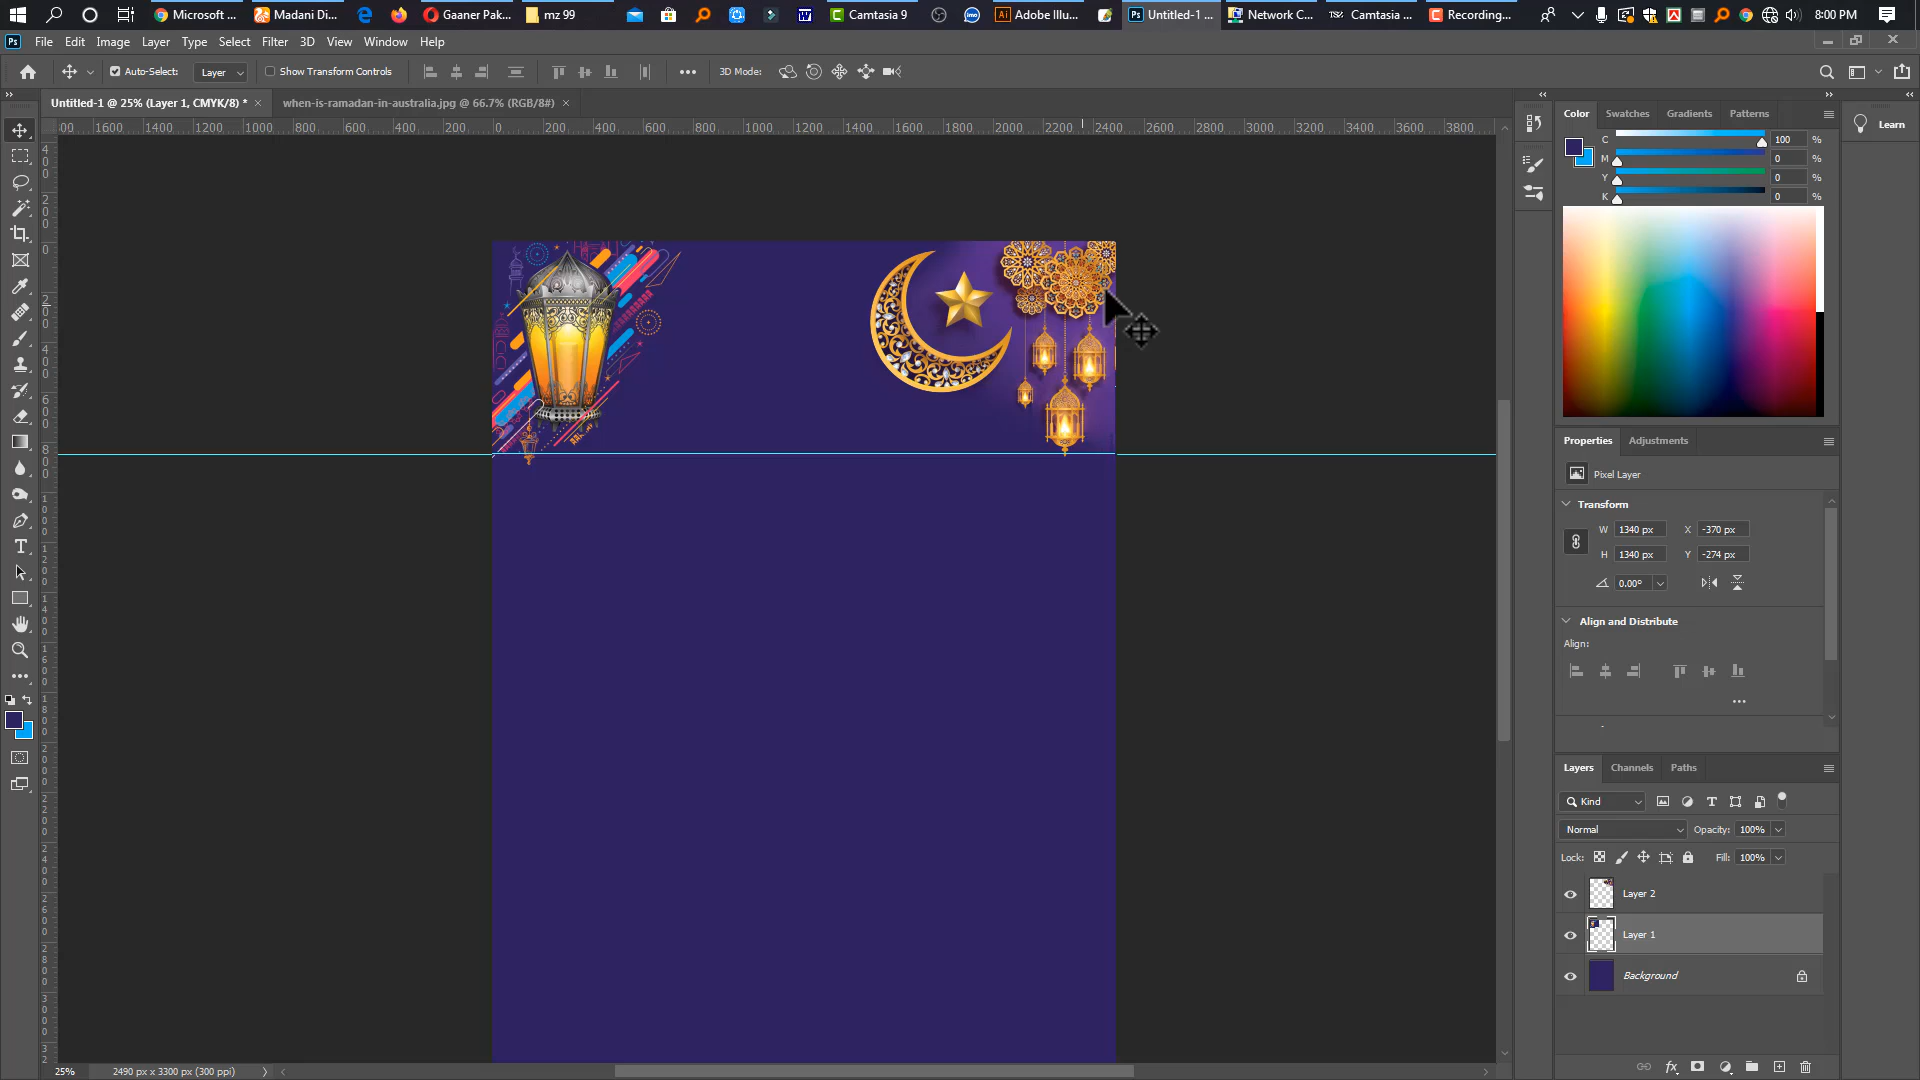 Microsoft ...
Madani Di...
Gaaner Pak...
mz 99
Camtasia 9
Adobe Illu...
Untitled-1 ...
Network C...
Camtasia ...
Recording...
8:00 PM
File Edit Image Layer Type Select Filter 3D View Window Help
Auto-Select: Layer Show Transform Controls 3D Mode:
Untitled-1 @ 25% (Layer 1, CMYK/8) * × when-is-ramadan-in-australia.jpg @ 66.7% (RGB/8#) ×
1600 1400 1200 1000 800 600 400 200 0 200 400 600 800 1000 1200 1400 1600 1800 2000 2200 2400 2600 2800 3000 3200 3400 3600 3800
Color Swatches Gradients Patterns
Learn
C 100 %
M 0 %
Y 0 %
K 0 %
Properties Adjustments
Pixel Layer
Transform
W 1340 px X -370 px
H 1340 px Y -274 px
0.00°
Align and Distribute
Align:
Layers Channels Paths
Kind
Normal Opacity: 100%
Lock: Fill: 100%
Layer 2
Layer 1
Background
25% 2490 px x 3300 px (300 ppi)